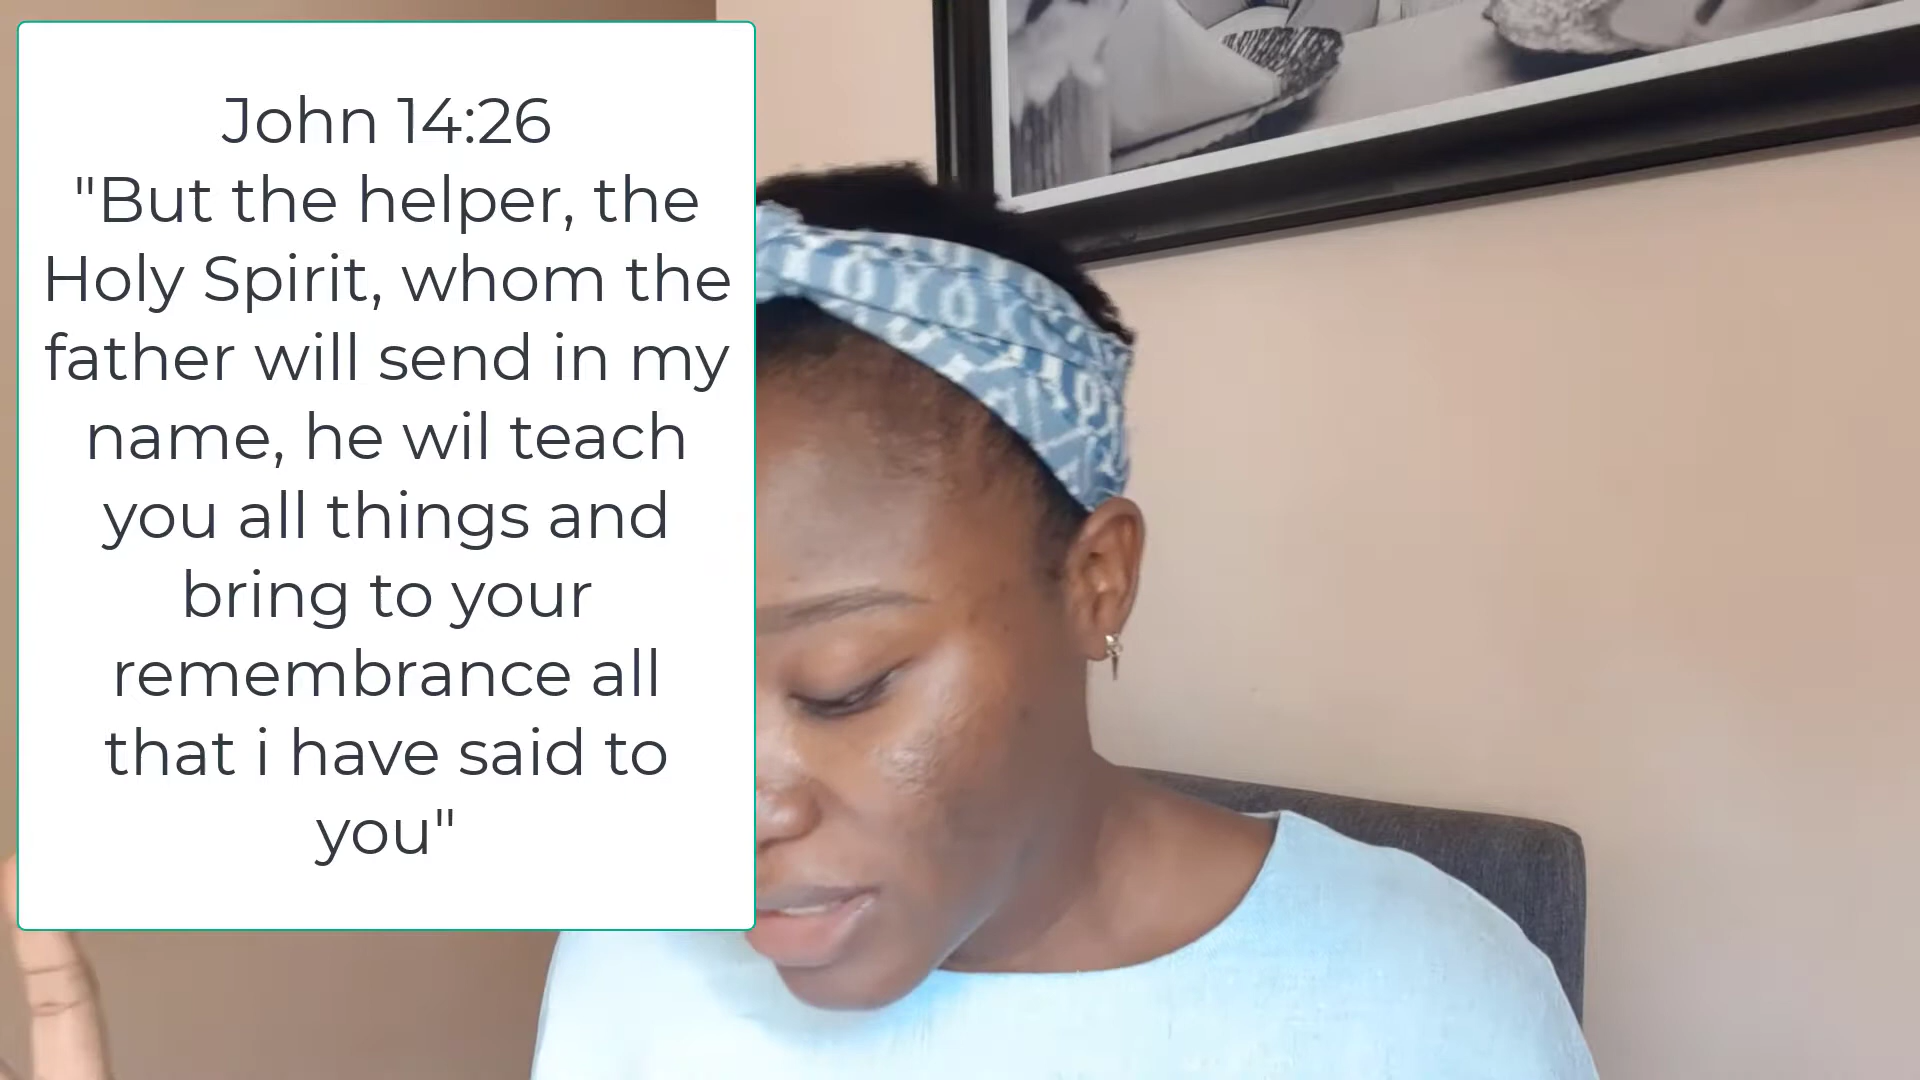 John 14:26
"But the helper, the
Holy Spirit, whom the
father will send in my
name, he wil teach
you all things and
bring to your
remembrance all
that i have said to
you"